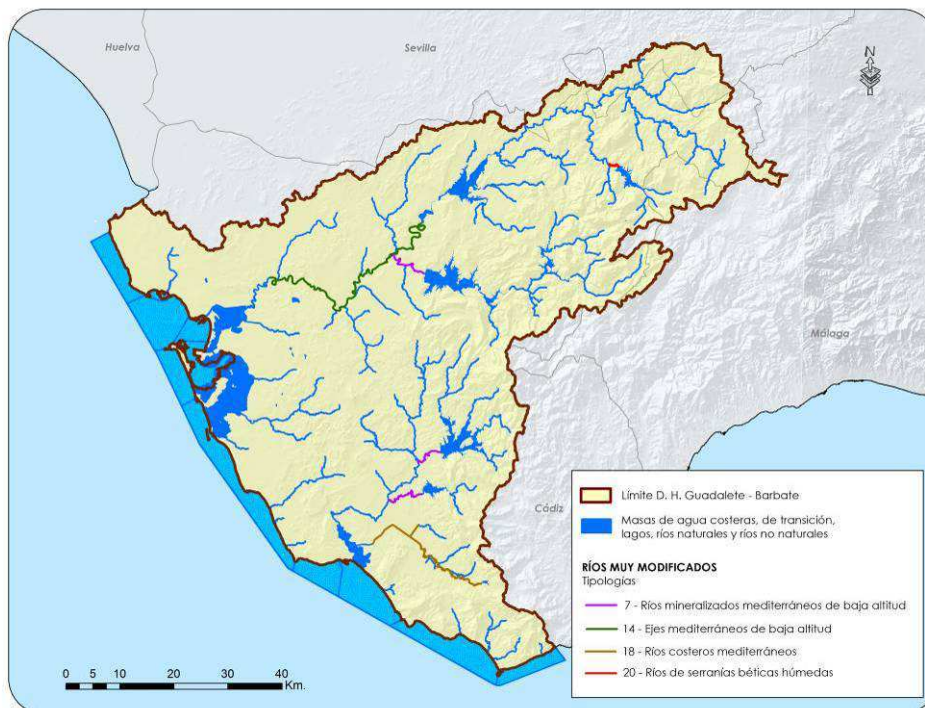 Huelva
Sevilla
N
Málaga
Cádiz
Límite D. H. Guadalete - Barbate
Masas de agua costeras, de transición,
lagos, ríos naturales y ríos no naturales
RÍOS MUY MODIFICADOS
Tipologías
7 - Ríos mineralizados mediterráneos de baja altitud
14 - Ejes mediterráneos de baja altitud
18 - Ríos costeros mediterráneos
20 - Ríos de serranías béticas húmedas
0 5 10 20 30 40
Km.